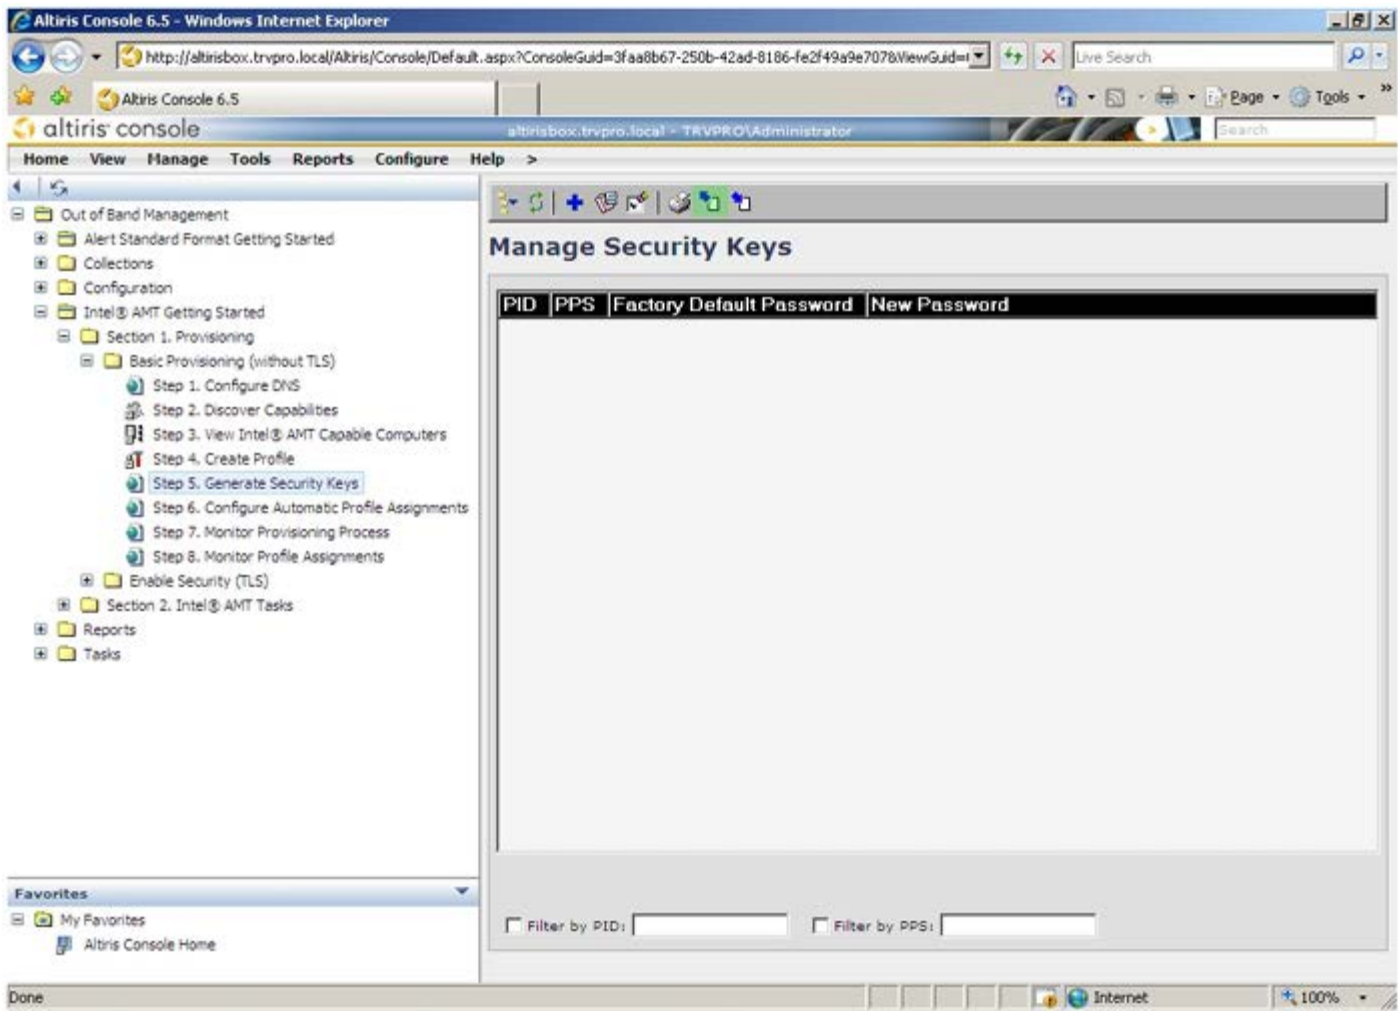 Altiris Console 6.5 - Windows Internet Explorer
http://altirisbox.trvpro.local/Altiris/Console/Default.aspx?ConsoleGuid=3faa8b67-250b-42ad-8186-fe2f49a9e707&ViewGuid=
Live Search
Altiris Console 6.5
Page
Tools
altiris console
altirisbox.trvpro.local - TRVPRO\Administrator
Search
Home View Manage Tools Reports Configure Help >
Out of Band Management
Alert Standard Format Getting Started
Collections
Configuration
Intel® AMT Getting Started
Section 1. Provisioning
Basic Provisioning (without TLS)
Step 1. Configure DNS
Step 2. Discover Capabilities
Step 3. View Intel® AMT Capable Computers
Step 4. Create Profile
Step 5. Generate Security Keys
Step 6. Configure Automatic Profile Assignments
Step 7. Monitor Provisioning Process
Step 8. Monitor Profile Assignments
Enable Security (TLS)
Section 2. Intel® AMT Tasks
Reports
Tasks
Favorites
My Favorites
Altris Console Home
Manage Security Keys
PID PPS Factory Default Password New Password
Filter by PID:
Filter by PPS:
Done
Internet
100%